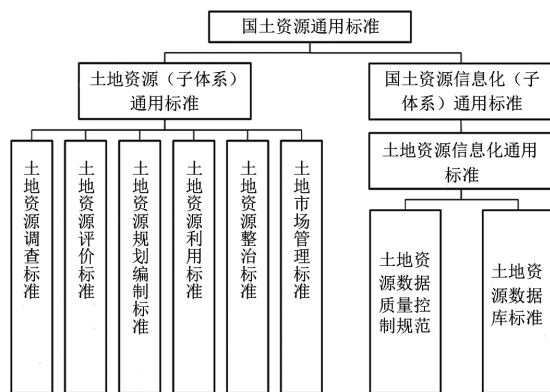 国土资源通用标准
土地资源（子体系）
通用标准
国土资源信息化（子
体系）通用标准
土地资源信息化通用
标准
土地资源调查标准
土地资源评价标准
土地资源规划编制标准
土地资源利用标准
土地资源整治标准
土地市场管理标准
土地资
源数据
质量控
制规范
土地资
源数据
库标准